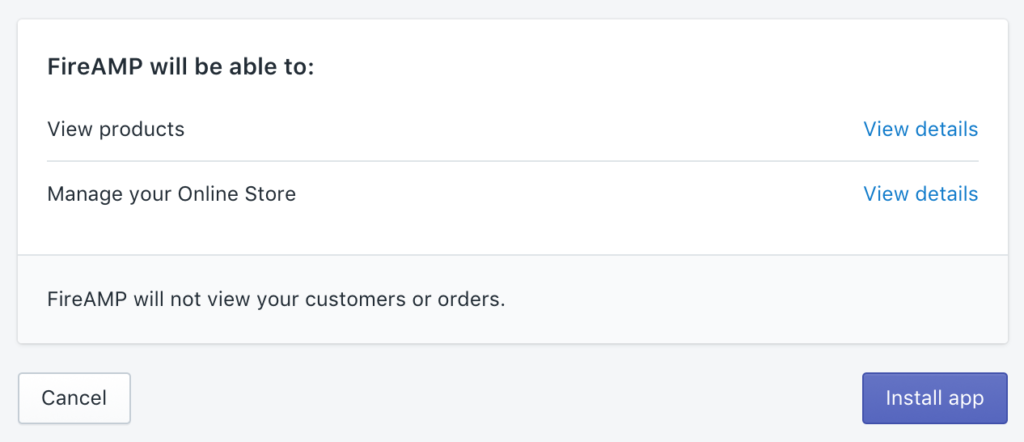 FireAMP will be able to:
View products View details
Manage your Online Store View details
FireAMP will not view your customers or orders.
Cancel Install app